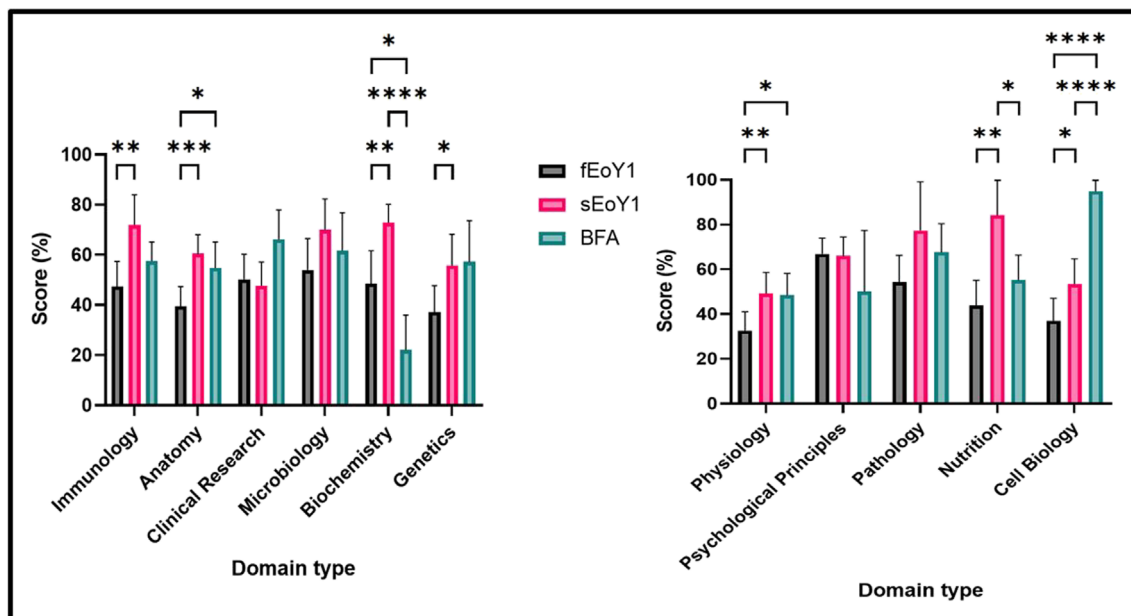 *
****
*
*
****
*
*
*
****
**
***
**
*
**
**
*
100
80
60
40
20
0
Score (%)
Immunology
Anatomy
Clinical Research
Microbiology
Biochemistry
Genetics
Domain type
fEoY1
sEoY1
BFA
100
80
60
40
20
0
Score (%)
Physiology
Psychological Principles
Pathology
Nutrition
Cell Biology
Domain type